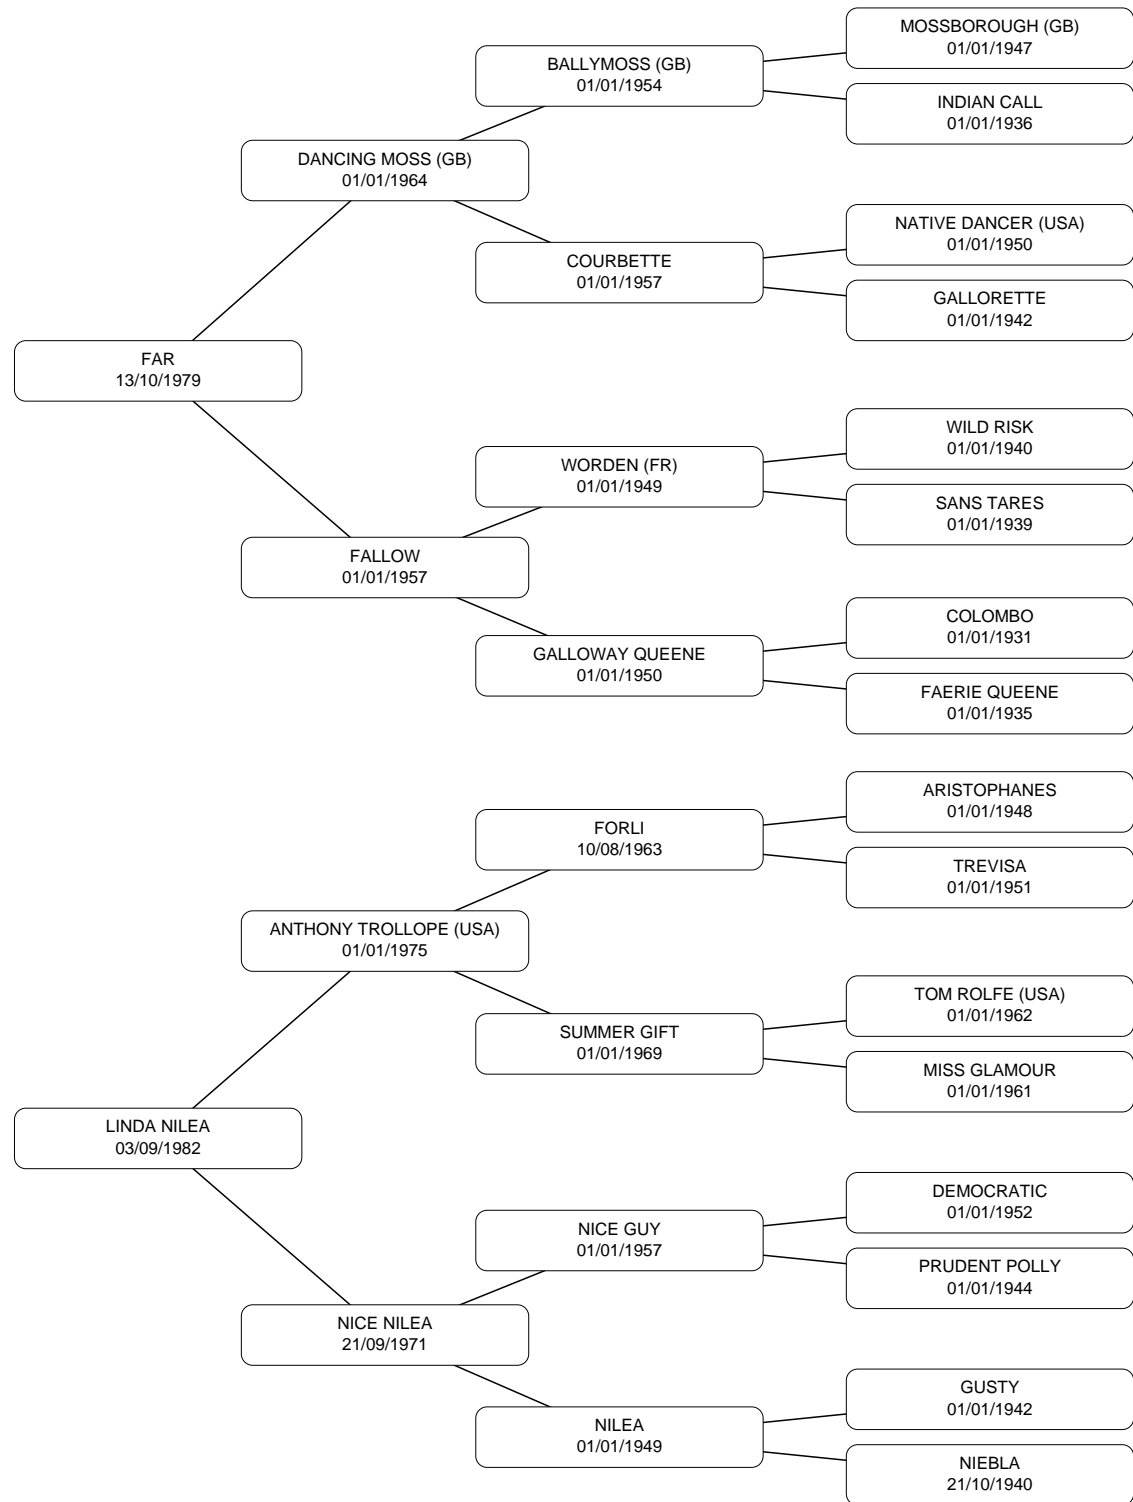 MOSSBOROUGH (GB)
01/01/1947
BALLYMOSS (GB)
01/01/1954
INDIAN CALL
01/01/1936
DANCING MOSS (GB)
01/01/1964
NATIVE DANCER (USA)
01/01/1950
COURBETTE
01/01/1957
GALLORETTE
01/01/1942
FAR
13/10/1979
WILD RISK
01/01/1940
WORDEN (FR)
01/01/1949
SANS TARES
01/01/1939
FALLOW
01/01/1957
COLOMBO
01/01/1931
GALLOWAY QUEENE
01/01/1950
FAERIE QUEENE
01/01/1935
ARISTOPHANES
01/01/1948
FORLI
10/08/1963
TREVISA
01/01/1951
ANTHONY TROLLOPE (USA)
01/01/1975
TOM ROLFE (USA)
01/01/1962
SUMMER GIFT
01/01/1969
MISS GLAMOUR
01/01/1961
LINDA NILEA
03/09/1982
DEMOCRATIC
01/01/1952
NICE GUY
01/01/1957
PRUDENT POLLY
01/01/1944
NICE NILEA
21/09/1971
GUSTY
01/01/1942
NILEA
01/01/1949
NIEBLA
21/10/1940